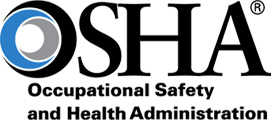 OSHA®
Occupational Safety
and Health Administration